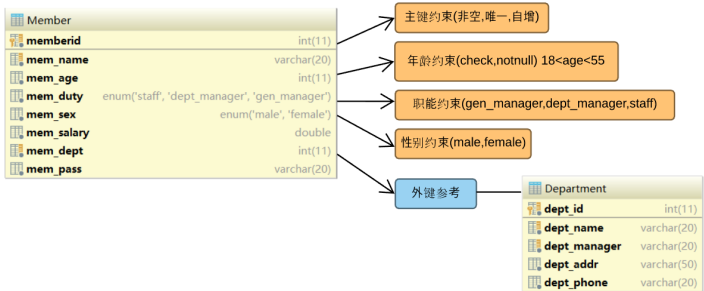 Member
memberid int(11)
mem_name varchar(20)
mem_age int(11)
mem_duty enum('staff', 'dept_manager', 'gen_manager')
mem_sex enum('male', 'female')
mem_salary double
mem_dept int(11)
mem_pass varchar(20)
主键约束(非空,唯一,自增)
年龄约束(check,notnull) 18<age<55
职能约束(gen_manager,dept_manager,staff)
性别约束(male,female)
外键参考
Department
dept_id int(11)
dept_name varchar(20)
dept_manager varchar(20)
dept_addr varchar(50)
dept_phone varchar(20)